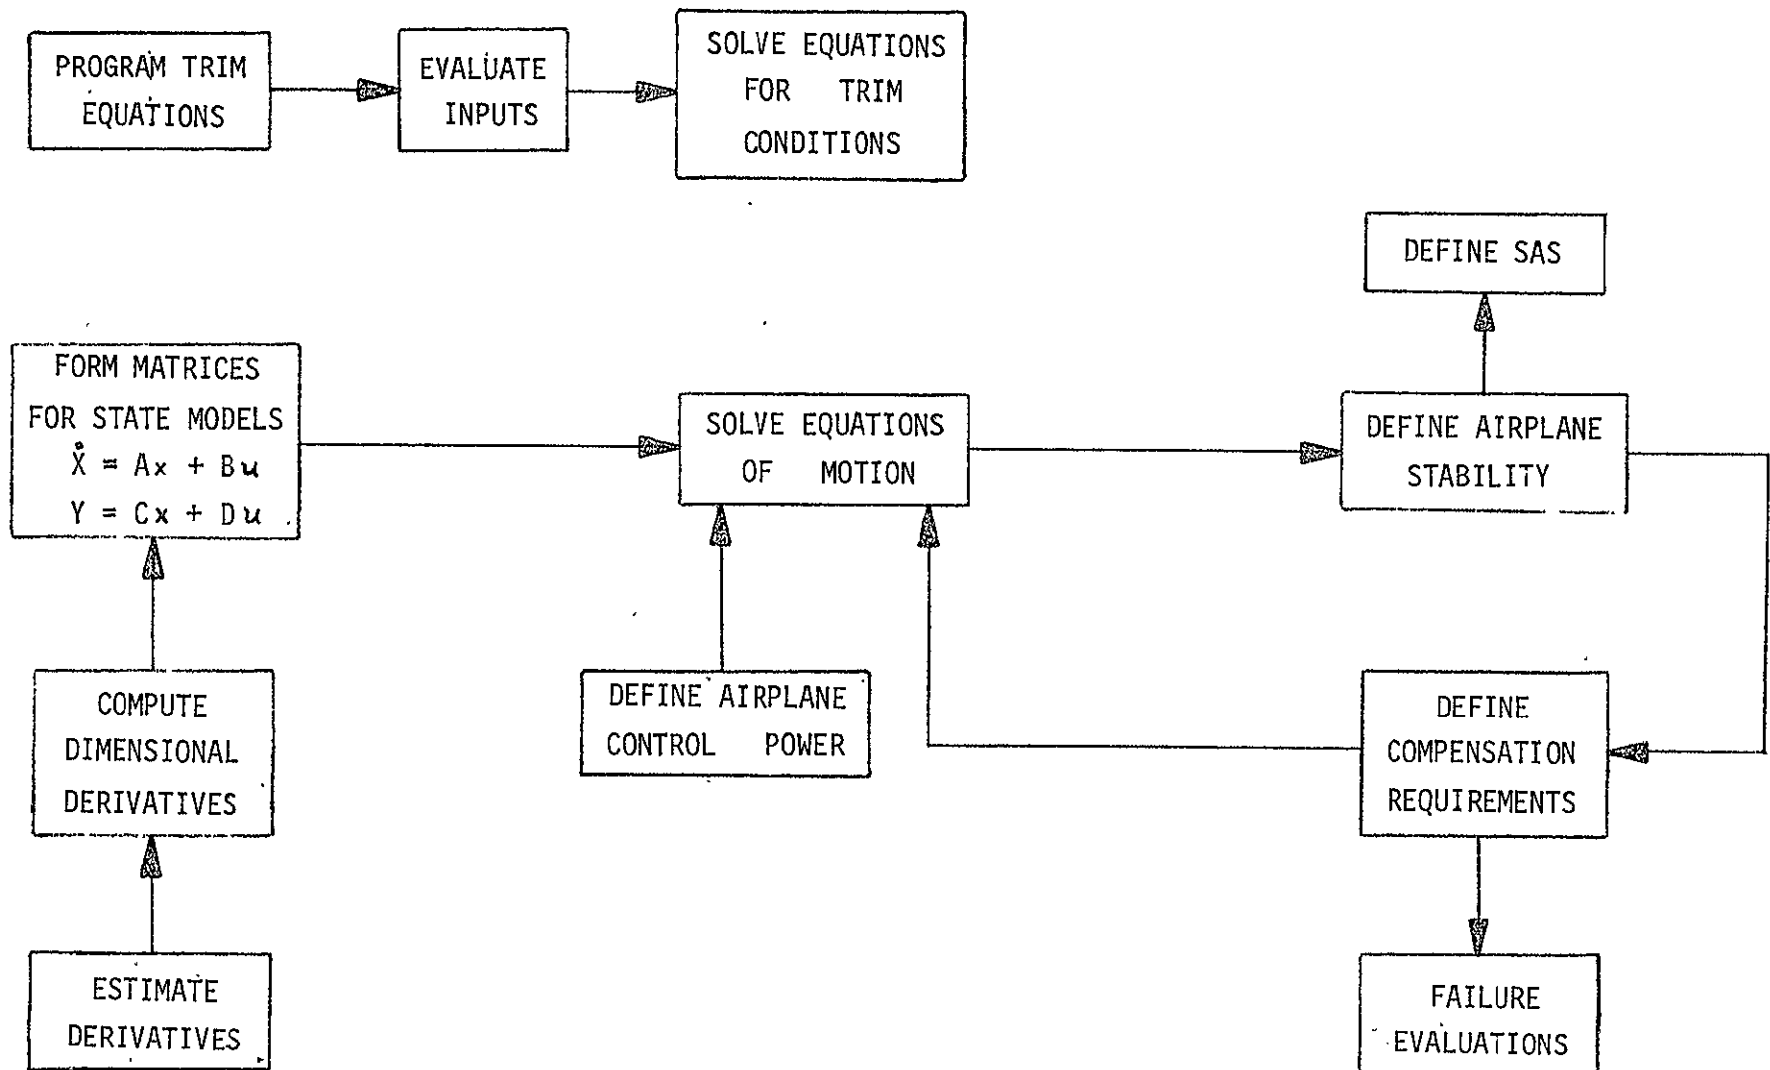 PROGRAM TRIM
EQUATIONS
EVALUATE
INPUTS
SOLVE EQUATIONS
FOR TRIM
CONDITIONS
DEFINE SAS
FORM MATRICES
FOR STATE MODELS
Ẋ = Ax + Bu
Y = Cx + Du
SOLVE EQUATIONS
OF MOTION
DEFINE AIRPLANE
STABILITY
COMPUTE
DIMENSIONAL
DERIVATIVES
DEFINE AIRPLANE
CONTROL POWER
DEFINE
COMPENSATION
REQUIREMENTS
ESTIMATE
DERIVATIVES
FAILURE
EVALUATIONS